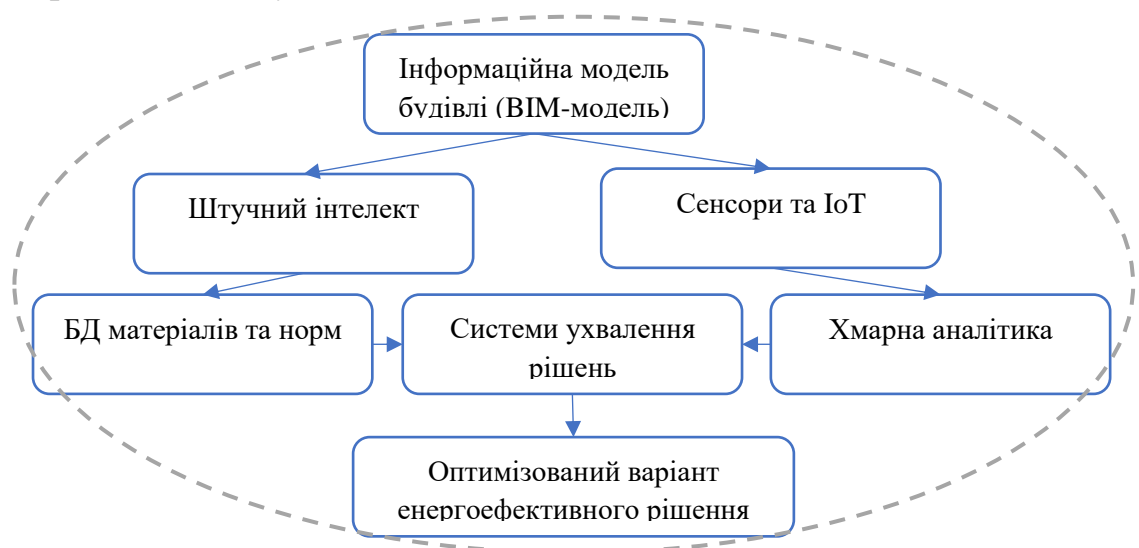 Інформаційна модель
будівлі (BIM-модель)
Штучний інтелект
Сенсори та IoT
БД матеріалів та норм
Системи ухвалення
рішень
Хмарна аналітика
Оптимізований варіант
енергоефективного рішення